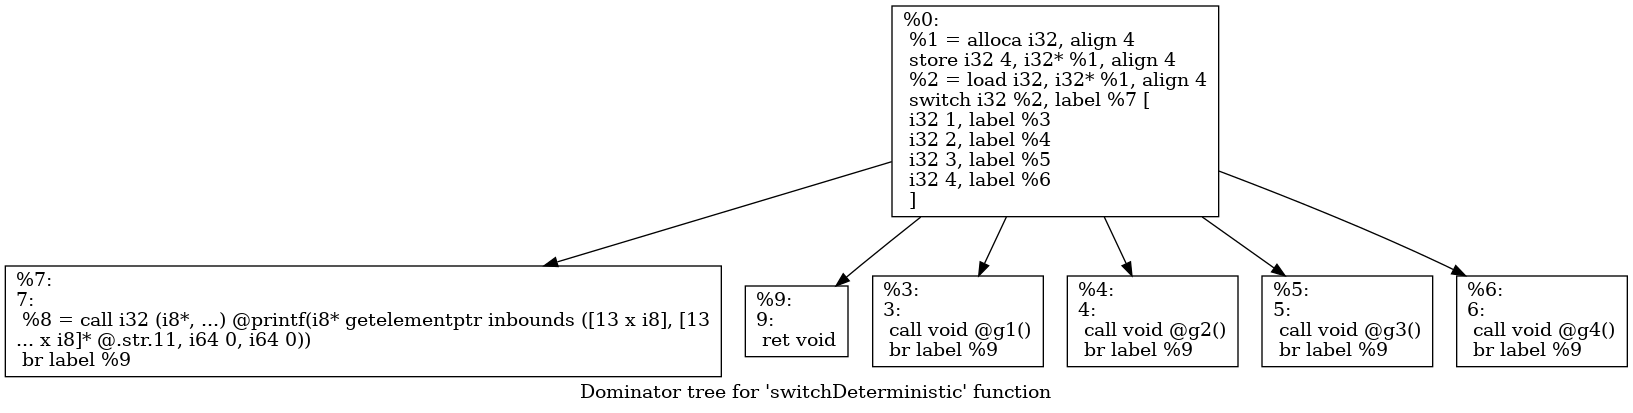 %0:
%1 = alloca i32, align 4
store i32 4, i32* %1, align 4
%2 = load i32, i32* %1, align 4
switch i32 %2, label %7 [
i32 1, label %3
i32 2, label %4
i32 3, label %5
i32 4, label %6
]
%7:
7:
%8 = call i32 (i8*, ...) @printf(i8* getelementptr inbounds ([13 x i8], [13
... x i8]* @.str.11, i64 0, i64 0))
br label %9
%9:
9:
ret void
%3:
3:
call void @g1()
br label %9
%4:
4:
call void @g2()
br label %9
%5:
5:
call void @g3()
br label %9
%6:
6:
call void @g4()
br label %9
Dominator tree for 'switchDeterministic' function